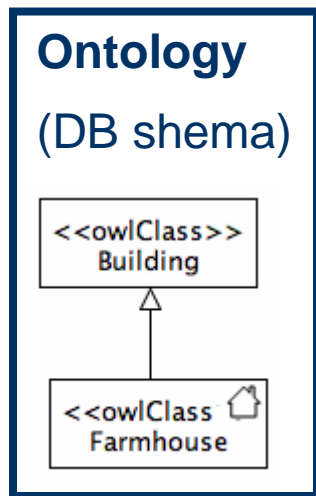 Ontology
(DB shema)
<<owlClass>>
Building
<<owlClass
Farmhouse